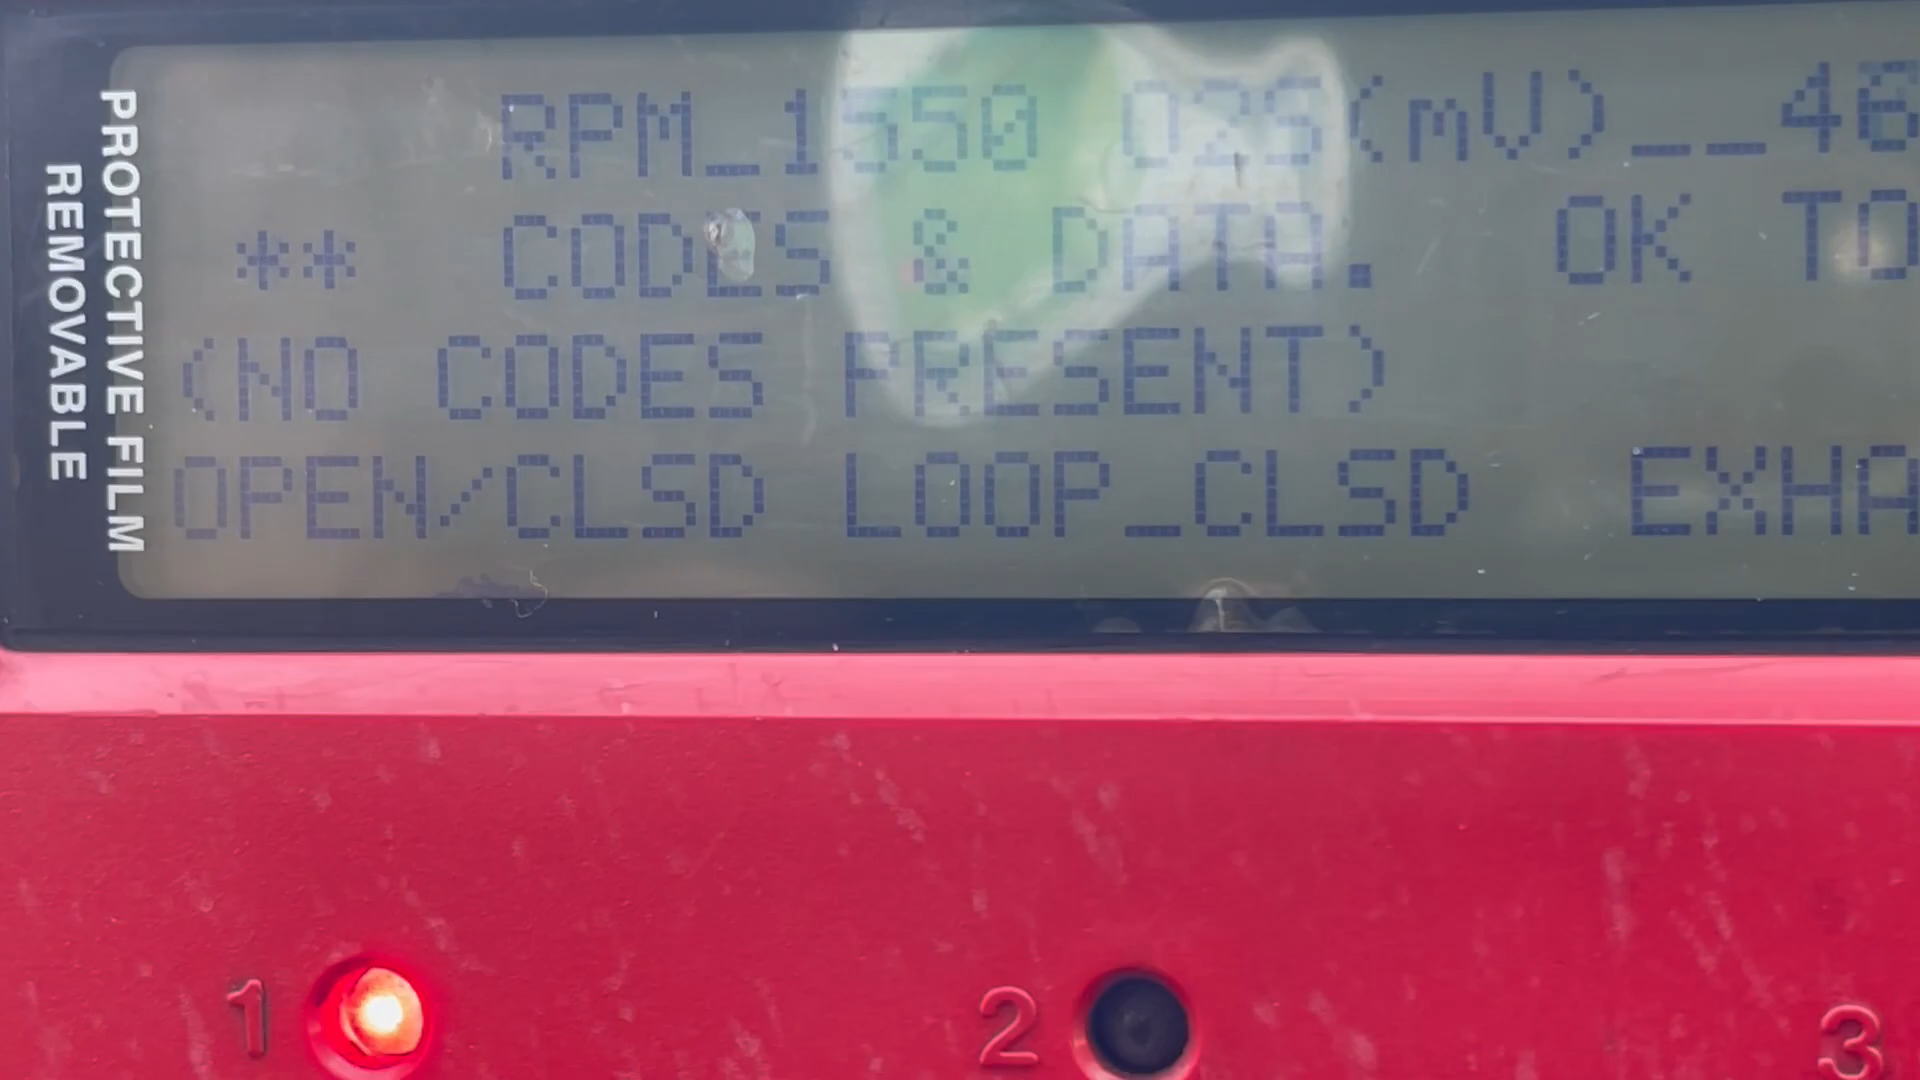 PROTECTIVE FILM
REMOVABLE
RPM_1550 O2S(mV)__46
** CODES & DATA. OK TO
(NO CODES PRESENT)
OPEN/CLSD LOOP_CLSD EXHA
1
2
3